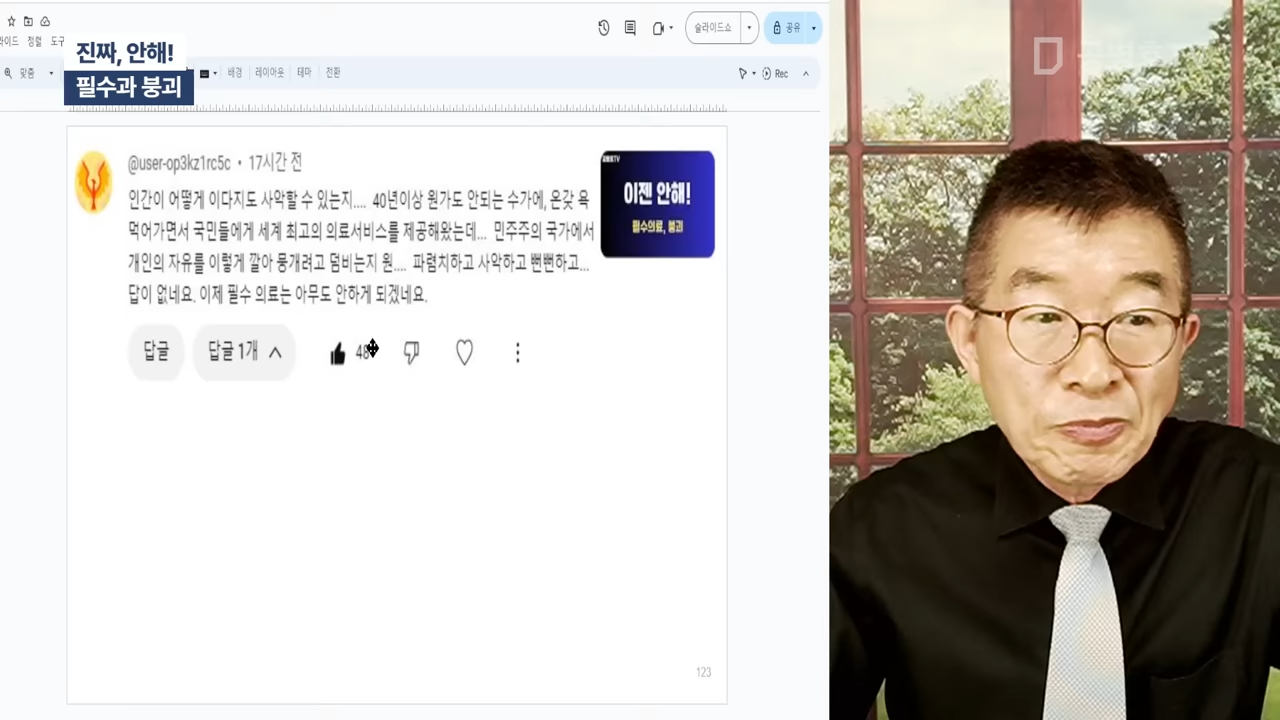 라이드 정렬 도구
진짜, 안해!
필수과 붕괴
슬라이드쇼
공유
맞춤
배경 레이아웃 테마 전환
Rec
@user-op3kz1rc5c • 17시간 전
인간이 어떻게 이다지도 사악할 수 있는지.... 40년이상 원가도 안되는 수가에, 온갖 욕
먹어가면서 국민들에게 세계 최고의 의료서비스를 제공해왔는데... 민주주의 국가에서
개인의 자유를 이렇게 깔아 뭉개려고 덤비는지 원.... 파렴치하고 사악하고 뻔뻔하고...
답이 없네요. 이제 필수 의료는 아무도 안하게 되겠네요.
이젠 안해!
필수의료, 붕괴
답글
답글 1개
123